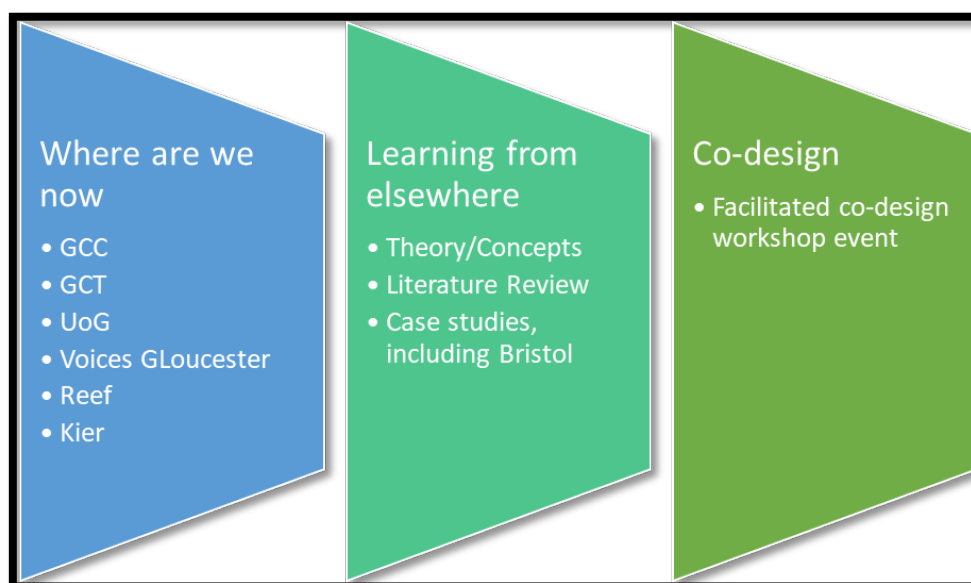 Where are we
now
• GCC
• GCT
• UoG
• Voices GLoucester
• Reef
• Kier
Learning from
elsewhere
• Theory/Concepts
• Literature Review
• Case studies,
including Bristol
Co-design
• Facilitated co-design
workshop event